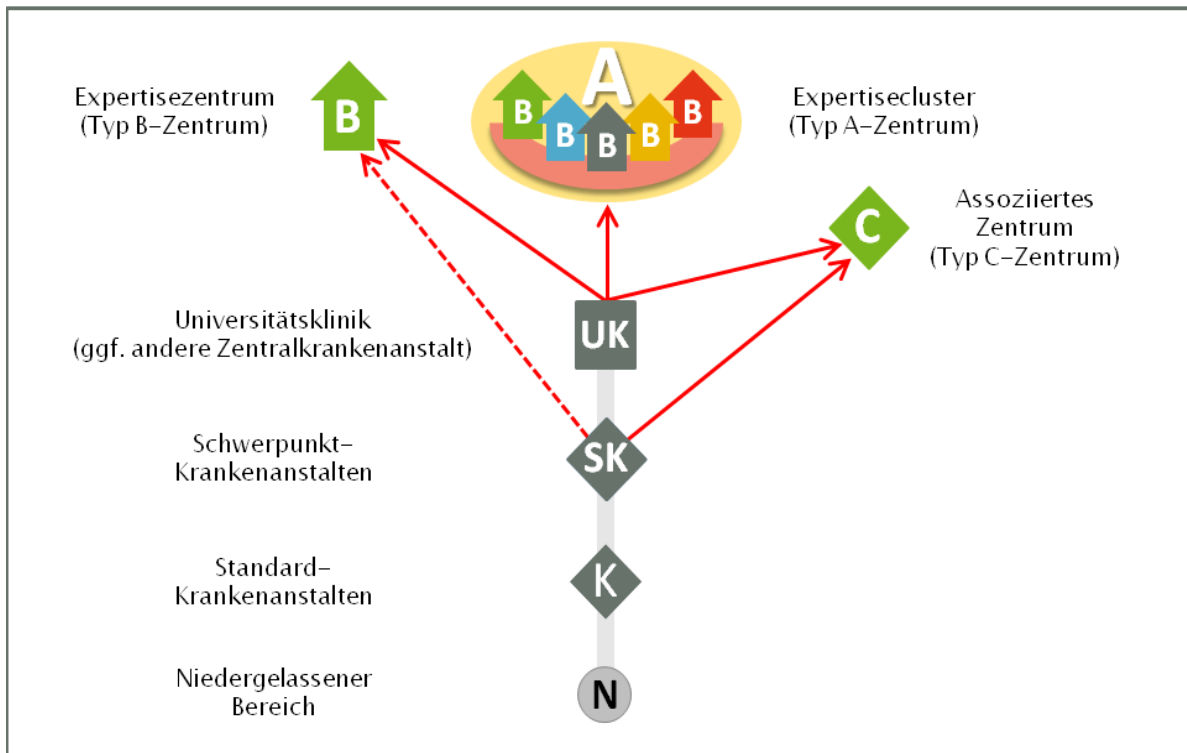 Expertisezentrum
(Typ B-Zentrum)
B
A
B
B
B
B
B
Expertisecluster
(Typ A-Zentrum)
C
Assoziiertes
Zentrum
(Typ C-Zentrum)
Universitätsklinik
(ggf. andere Zentralkrankenanstalt)
UK
Schwerpunkt-
Krankenanstalten
SK
Standard-
Krankenanstalten
K
Niedergelassener
Bereich
N